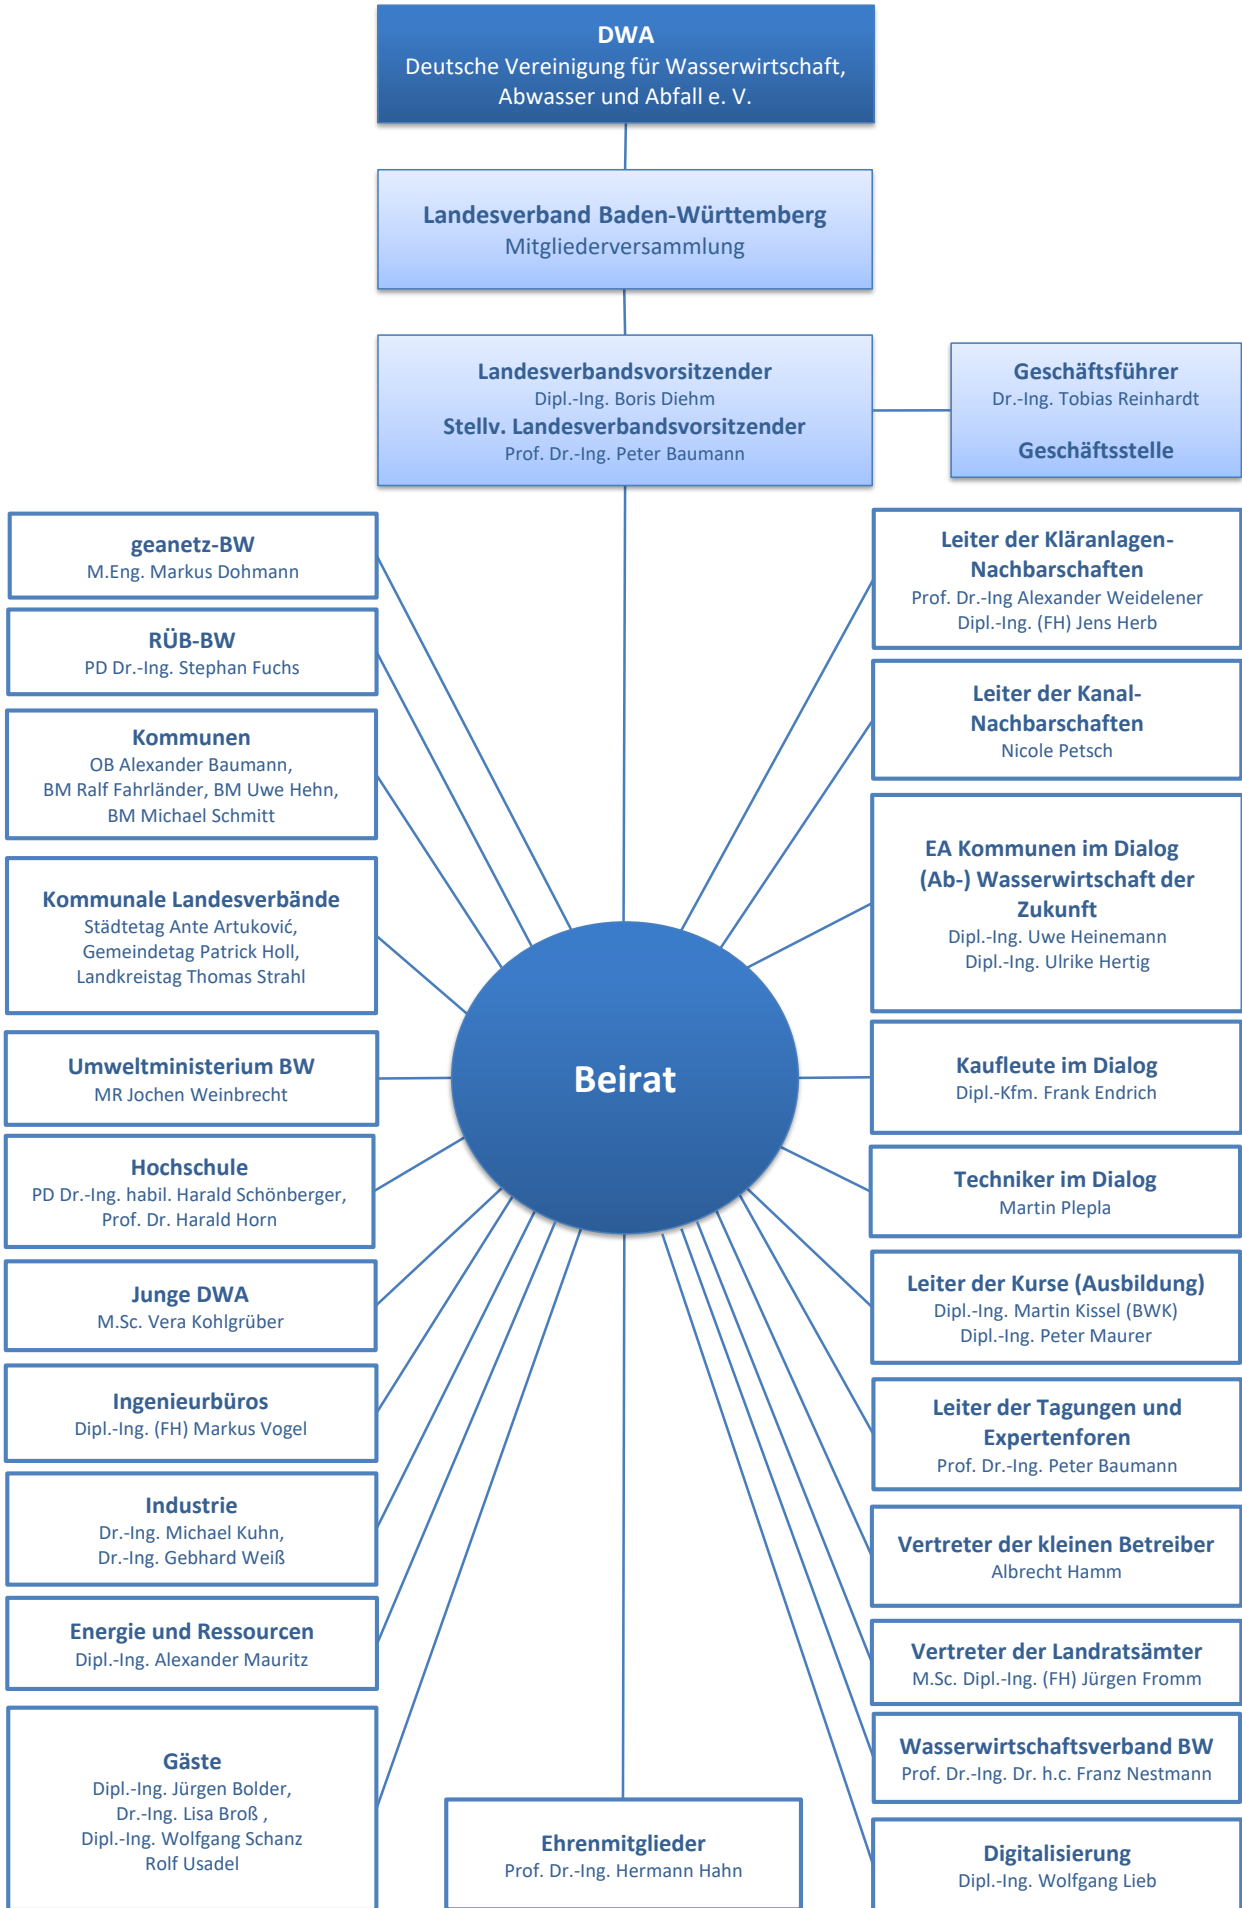 DWA
Deutsche Vereinigung für Wasserwirtschaft,
Abwasser und Abfall e. V.
Landesverband Baden-Württemberg
Mitgliederversammlung
Landesverbandsvorsitzender
Dipl.-Ing. Boris Diehm
Stellv. Landesverbandsvorsitzender
Prof. Dr.-Ing. Peter Baumann
Geschäftsführer
Dr.-Ing. Tobias Reinhardt
Geschäftsstelle
geanetz-BW
M.Eng. Markus Dohmann
RÜB-BW
PD Dr.-Ing. Stephan Fuchs
Kommunen
OB Alexander Baumann,
BM Ralf Fahrländer, BM Uwe Hehn,
BM Michael Schmitt
Kommunale Landesverbände
Städtetag Ante Artuković,
Gemeindetag Patrick Holl,
Landkreistag Thomas Strahl
Umweltministerium BW
MR Jochen Weinbrecht
Hochschule
PD Dr.-Ing. habil. Harald Schönberger,
Prof. Dr. Harald Horn
Junge DWA
M.Sc. Vera Kohlgrüber
Ingenieurbüros
Dipl.-Ing. (FH) Markus Vogel
Industrie
Dr.-Ing. Michael Kuhn,
Dr.-Ing. Gebhard Weiß
Energie und Ressourcen
Dipl.-Ing. Alexander Mauritz
Gäste
Dipl.-Ing. Jürgen Bolder,
Dr.-Ing. Lisa Broß ,
Dipl.-Ing. Wolfgang Schanz
Rolf Usadel
Beirat
Ehrenmitglieder
Prof. Dr.-Ing. Hermann Hahn
Leiter der Kläranlagen-
Nachbarschaften
Prof. Dr.-Ing Alexander Weidelener
Dipl.-Ing. (FH) Jens Herb
Leiter der Kanal-
Nachbarschaften
Nicole Petsch
EA Kommunen im Dialog
(Ab-) Wasserwirtschaft der
Zukunft
Dipl.-Ing. Uwe Heinemann
Dipl.-Ing. Ulrike Hertig
Kaufleute im Dialog
Dipl.-Kfm. Frank Endrich
Techniker im Dialog
Martin Plepla
Leiter der Kurse (Ausbildung)
Dipl.-Ing. Martin Kissel (BWK)
Dipl.-Ing. Peter Maurer
Leiter der Tagungen und
Expertenforen
Prof. Dr.-Ing. Peter Baumann
Vertreter der kleinen Betreiber
Albrecht Hamm
Vertreter der Landratsämter
M.Sc. Dipl.-Ing. (FH) Jürgen Fromm
Wasserwirtschaftsverband BW
Prof. Dr.-Ing. Dr. h.c. Franz Nestmann
Digitalisierung
Dipl.-Ing. Wolfgang Lieb